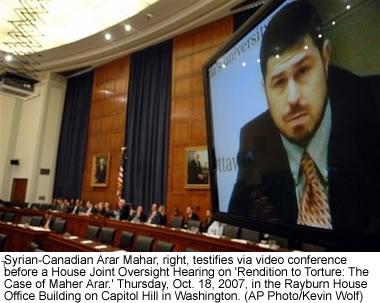 university
ottawa
Syrian-Canadian Arar Mahar, right, testifies via video conference
before a House Joint Oversight Hearing on 'Rendition to Torture: The
Case of Maher Arar.' Thursday, Oct. 18, 2007, in the Rayburn House
Office Building on Capitol Hill in Washington. (AP Photo/Kevin Wolf)